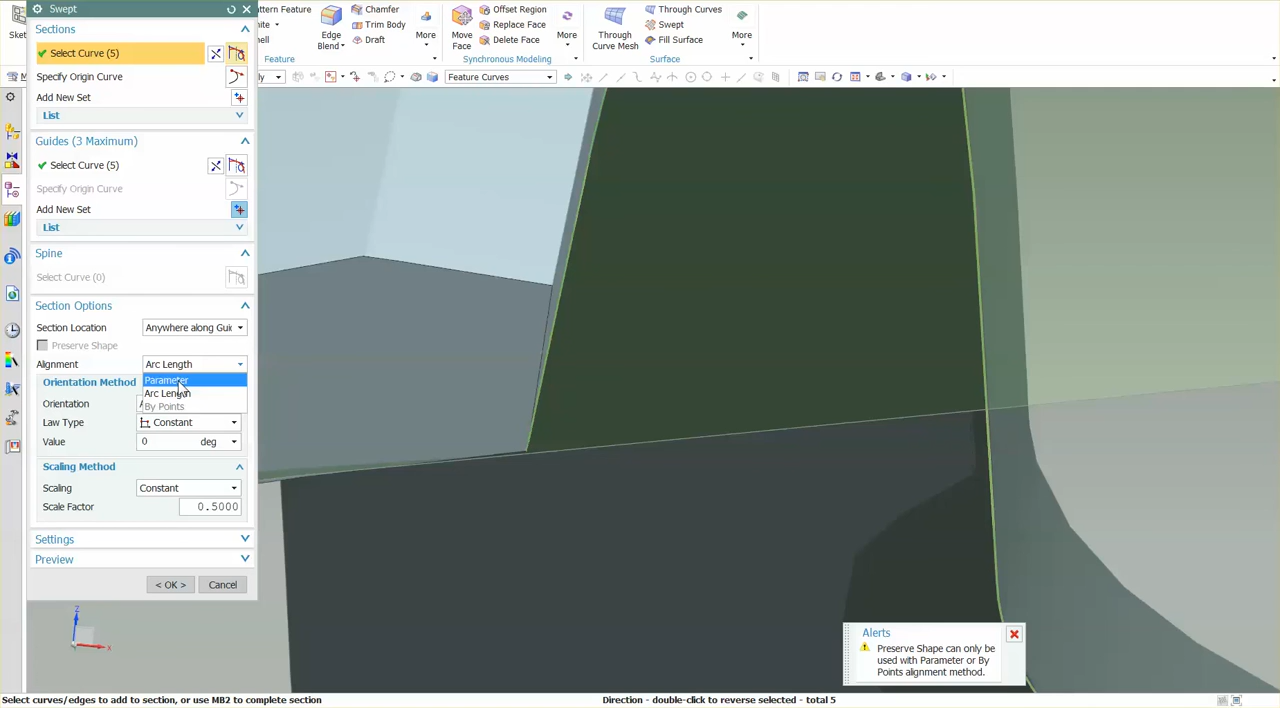 Swept
Sections
Select Curve (5)
Specify Origin Curve
Add New Set
List
Guides (3 Maximum)
Select Curve (5)
Specify Origin Curve
Add New Set
List
Spine
Select Curve (0)
Section Options
Section Location
Anywhere along Gui
Preserve Shape
Alignment
Arc Length
Parameter
Arc Length
By Points
Orientation Method
Orientation
Law Type
Constant
Value
0
deg
Scaling Method
Scaling
Constant
Scale Factor
0.5000
Settings
Preview
< OK >
Cancel
Offset Feature
Chamfer
Trim Body
Draft
Edge
Blend
More
Feature
Move
Face
Offset Region
Replace Face
Delete Face
More
Synchronous Modeling
Through
Curve Mesh
Through Curves
Swept
Fill Surface
More
Surface
Feature Curves
Z
X
Alerts
Preserve Shape can only be
used with Parameter or By
Points alignment method.
Select curves/edges to add to section, or use MB2 to complete section
Direction - double-click to reverse selected - total 5